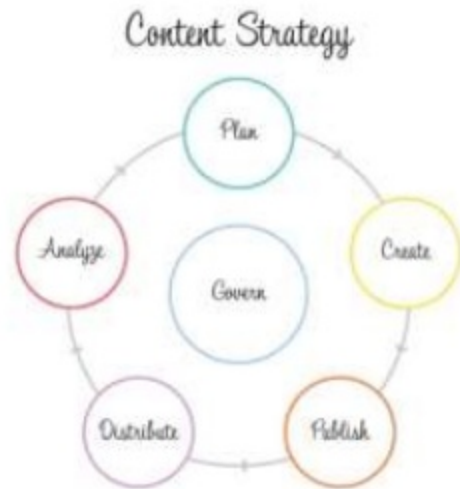 Content Strategy
Plan
Analyze
Create
Govern
Distribute
Publish